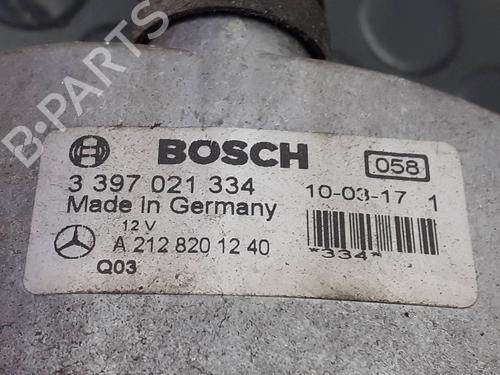 BOSCH 058
3 397 021 334 10-03-17 1
Made in Germany
12 V
A 212 820 12 40 *334*
Q03
B-PARTS